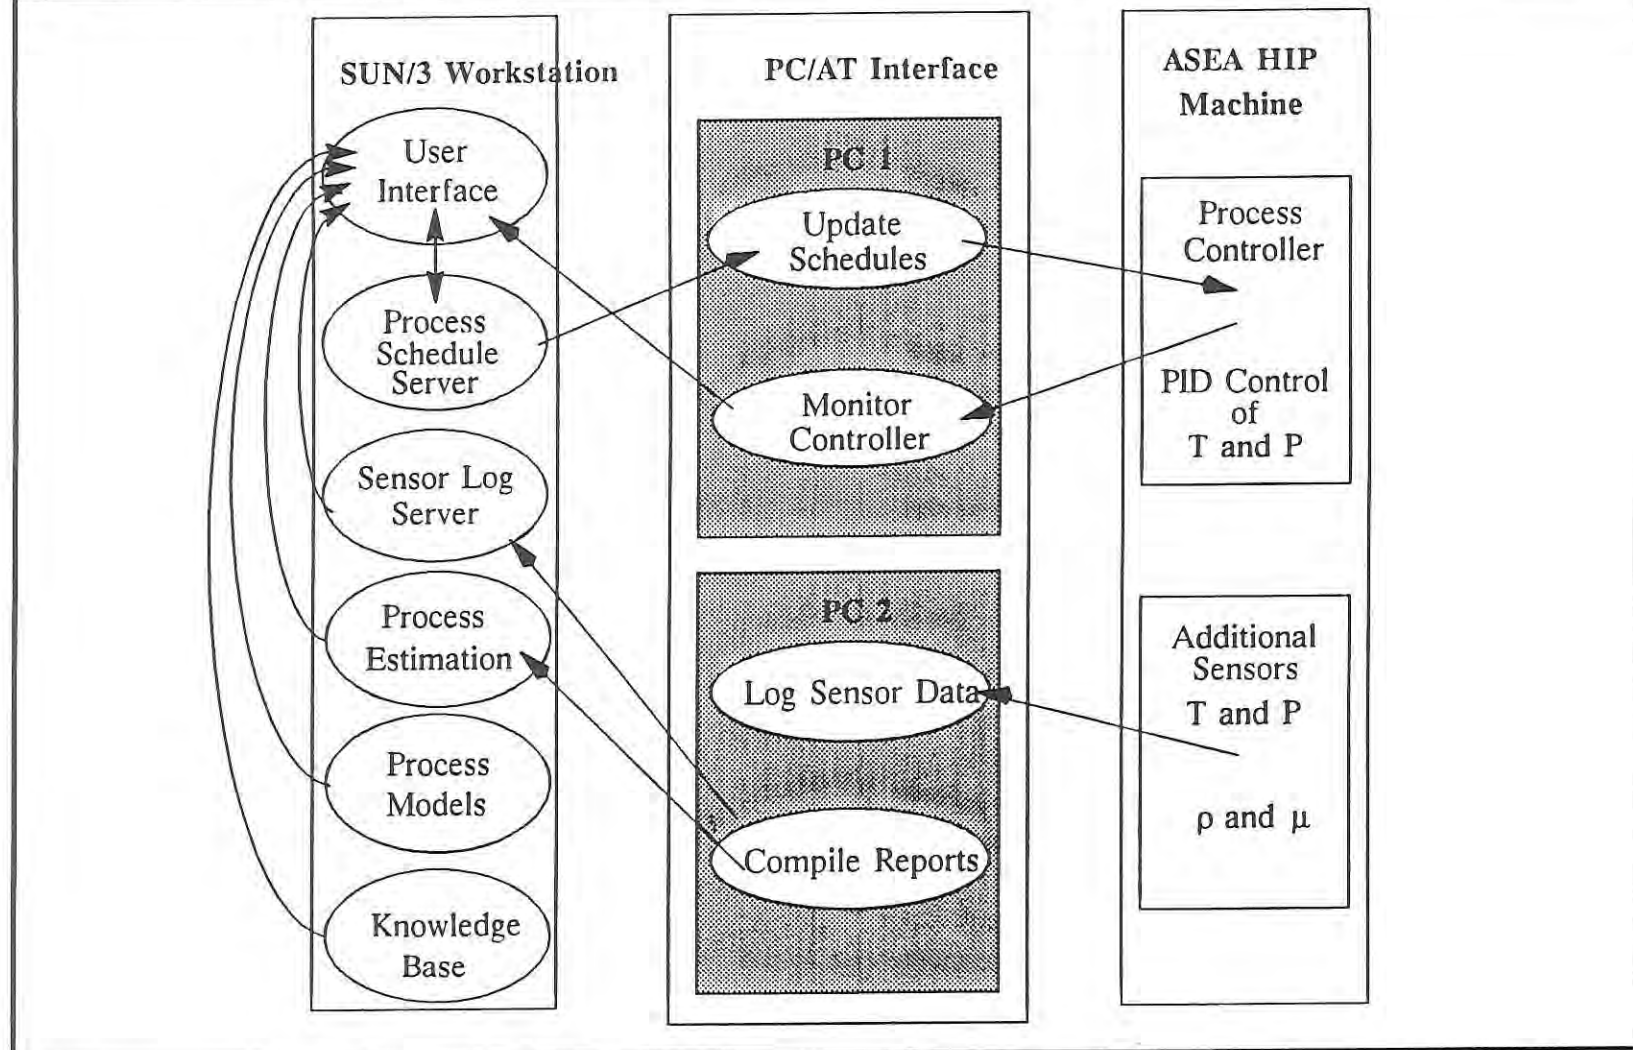 SUN/3 Workstation
User
Interface
Process
Schedule
Server
Sensor Log
Server
Process
Estimation
Process
Models
Knowledge
Base
PC/AT Interface
PC 1
Update
Schedules
Monitor
Controller
PC 2
Log Sensor Data
Compile Reports
ASEA HIP
Machine
Process
Controller
PID Control
of
T and P
Additional
Sensors
T and P
ρ and μ